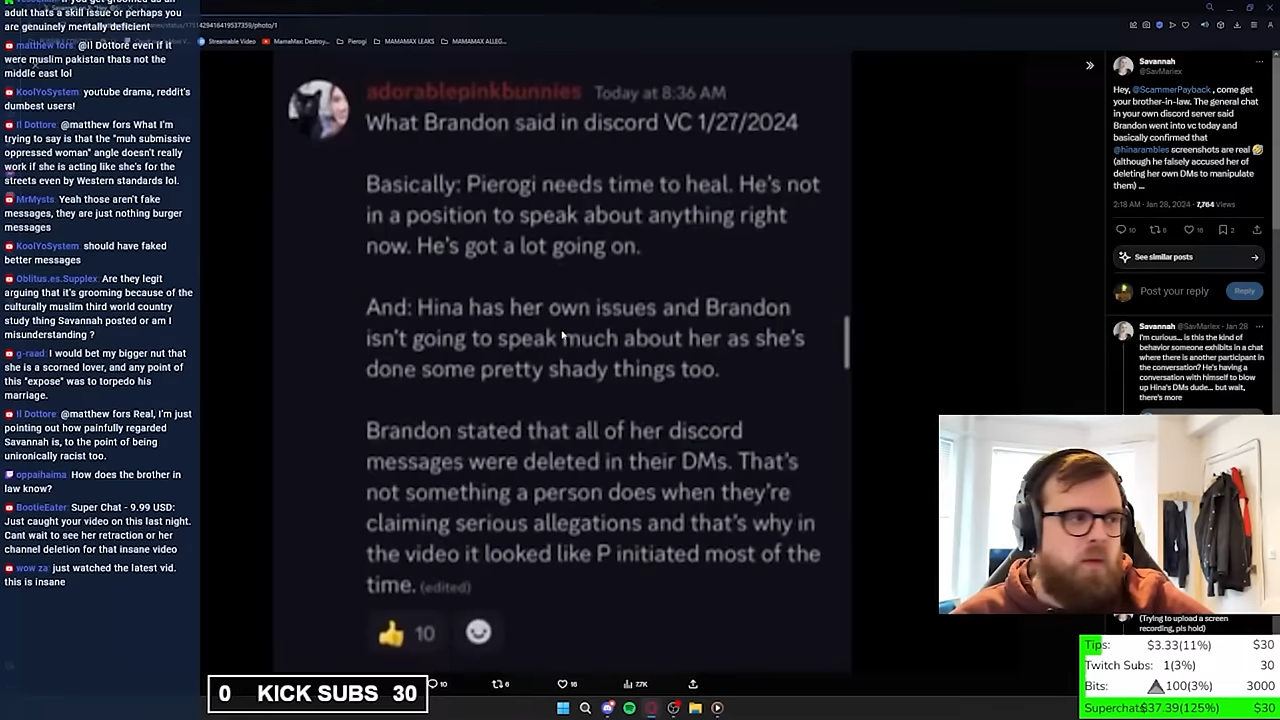 adult thats a skill issue or perhaps you
are genuinely mentally deficient
matthew fors: @Il Dottore even if it
were muslim pakistan thats not the
middle east lol
KoolYoSystem: youtube drama, reddit's
dumbest users!
Il Dottore: @matthew fors What I'm
trying to say is that the "muh submissive
oppressed woman" angle doesn't really
work if she is acting like she's for the
streets even by Western standards lol.
MrMysts: Yeah those aren't fake
messages, they are just nothing burger
messages
KoolYoSystem: should have faked
better messages
Oblitus.es.Supplex: Are they legit
arguing that it's grooming because of the
culturally muslim third world country
study thing Savannah posted or am I
misunderstanding ?
g-raad: I would bet my bigger nut that
she is a scorned lover, and any point of
this "expose" was to torpedo his
marriage.
Il Dottore: @matthew fors Real, I'm just
pointing out how painfully regarded
Savannah is, to the point of being
unironically racist too.
oppaihaima: How does the brother in
law know?
BootieEater: Super Chat - 9.99 USD:
Just caught your video on this last night.
Cant wait to see her retraction or her
channel deletion for that insane video
wow za: just watched the latest vid.
this is insane
Streamable Video
MamaMax Destroy...
Pierogi
MAMAMAX LEAKS
MAMAMAX ALLEG...
adorablepinkbunnies Today at 8:36 AM
What Brandon said in discord VC 1/27/2024
Basically: Pierogi needs time to heal. He's not
in a position to speak about anything right
now. He's got a lot going on.
And: Hina has her own issues and Brandon
isn't going to speak much about her as she's
done some pretty shady things too.
Brandon stated that all of her discord
messages were deleted in their DMs. That's
not something a person does when they're
claiming serious allegations and that's why in
the video it looked like P initiated most of the
time. (edited)
10
10
6
16
7.7K
Savannah
@SavMariex
Hey, @ScammerPayback , come get
your brother-in-law. The general chat
in your own discord server said
Brandon went into VC today and
basically confirmed that
@hinarambles screenshots are real
(although he falsely accused her of
deleting her own DMs to manipulate
them) ...
2:18 AM · Jan 28, 2024 · 7,764 Views
10
6
16
2
See similar posts
Post your reply
Reply
Savannah @SavMariex · Jan 28
I'm curious... is this the kind of
behavior someone exhibits in a chat
where there is another participant in
the conversation? He's having a
conversation with himself to blow up
Hina's DMs dude... but wait,
there's more
(Trying to upload a screen
recording, pls hold)
Tips: $3.33(11%) $30
Twitch Subs: 1(3%) 30
Bits: 100(3%) 3000
Superchats $37.39(125%) $30
0 KICK SUBS 30